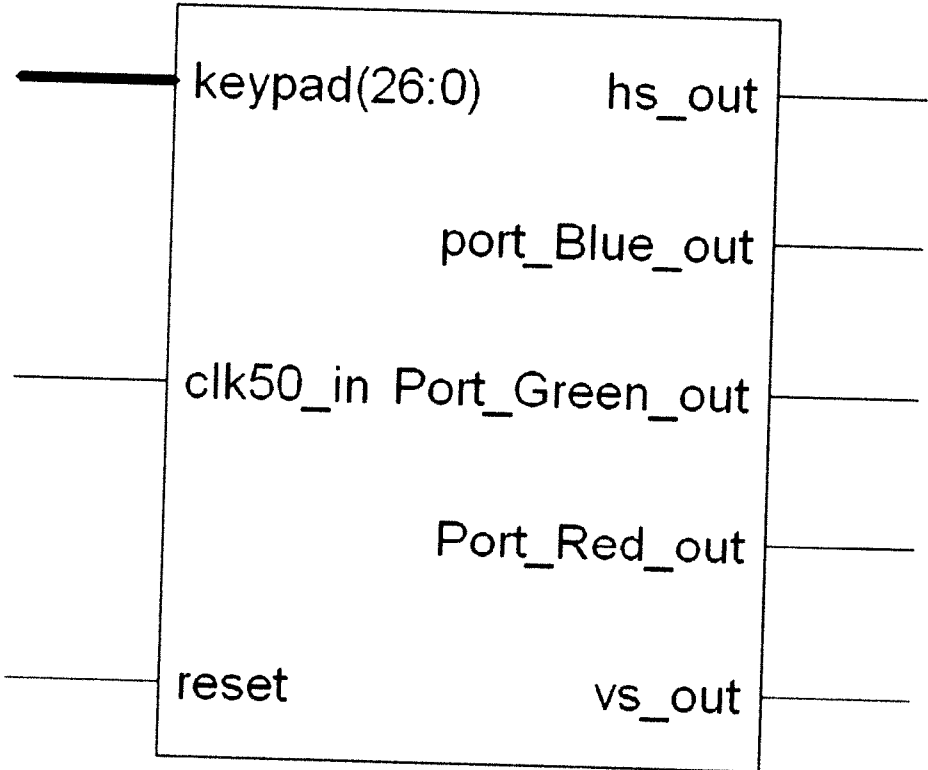 keypad(26:0) hs_out
port_Blue_out
clk50_in Port_Green_out
Port_Red_out
reset vs_out